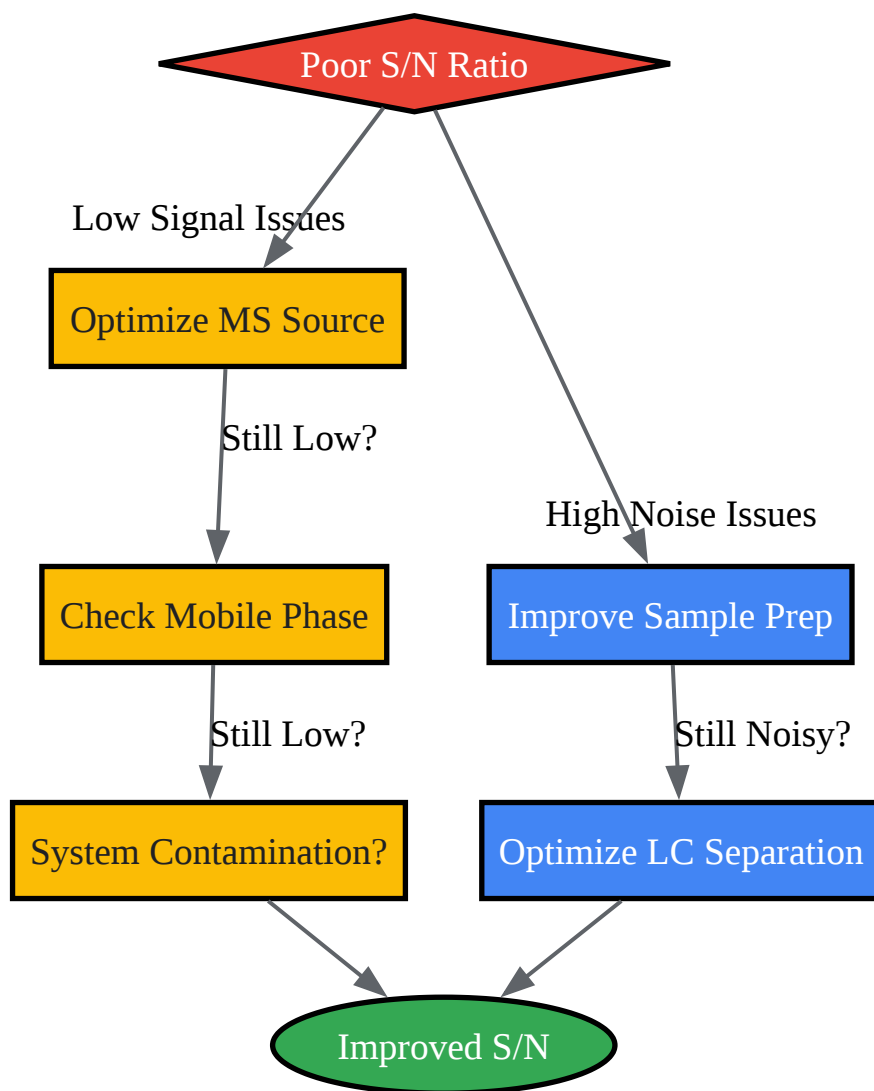 Poor S/N Ratio
Low Signal Issues
Optimize MS Source
Still Low?
High Noise Issues
Check Mobile Phase
Improve Sample Prep
Still Low?
Still Noisy?
System Contamination?
Optimize LC Separation
Improved S/N